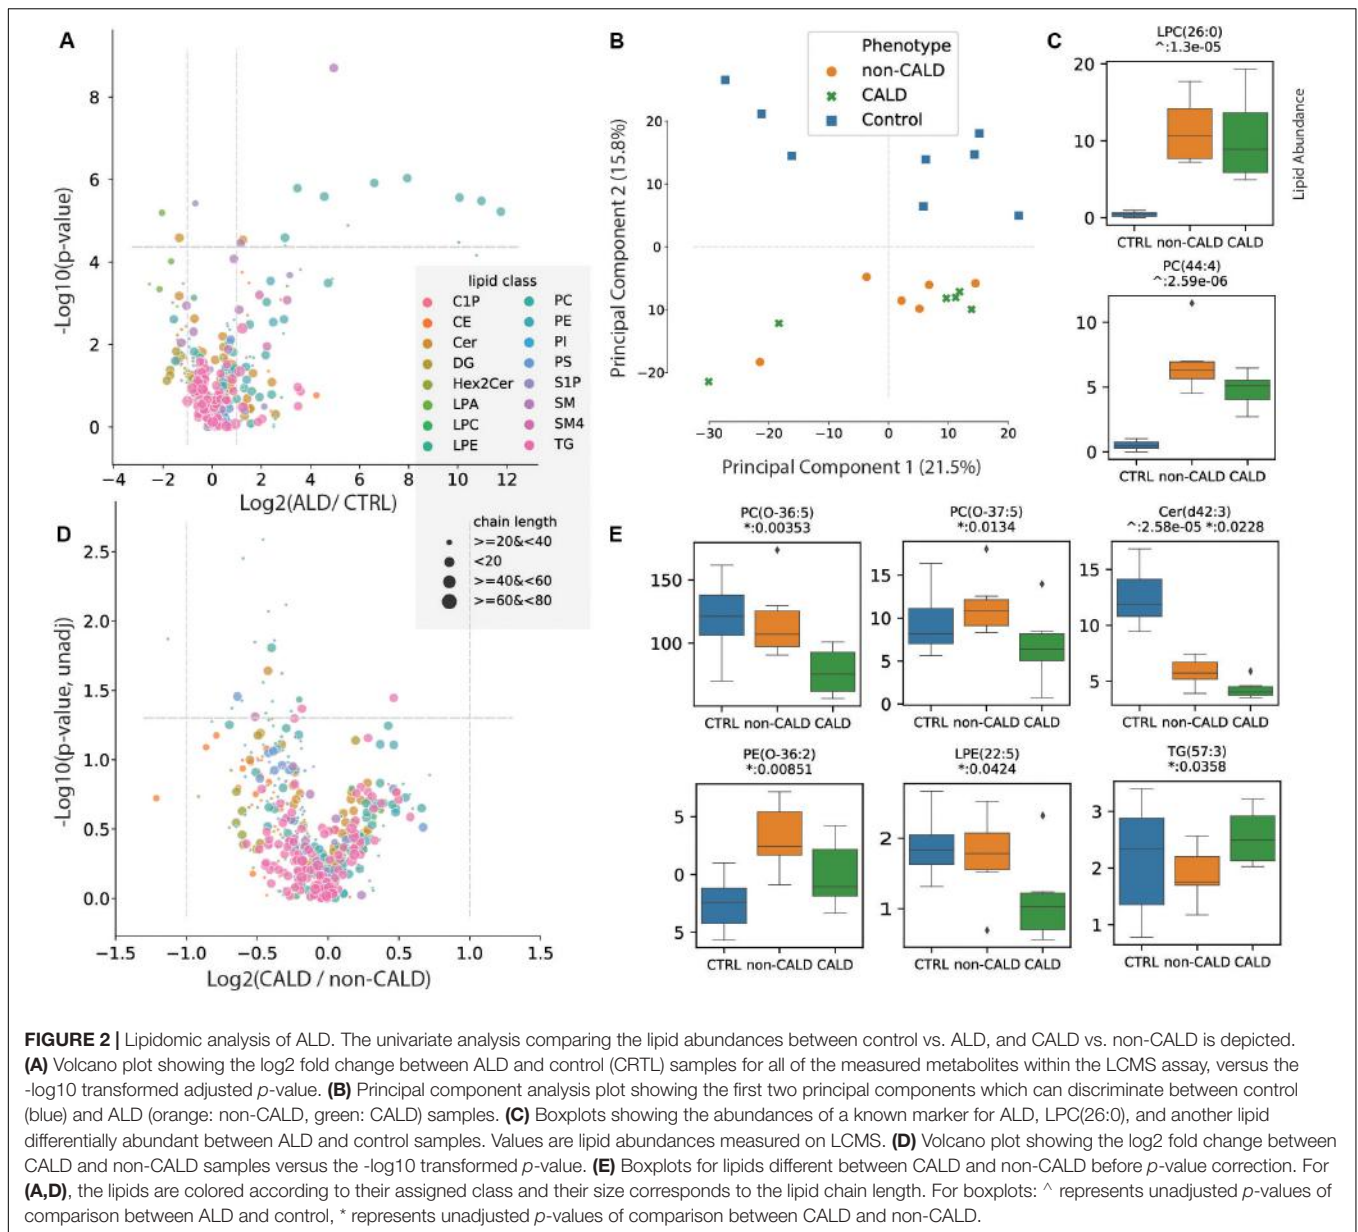 A
8
6
4
2
0
-Log10(p-value)
−4 −2 0 2 4 6 8 10 12
Log2(ALD/ CTRL)
lipid class
C1P
CE
Cer
DG
Hex2Cer
LPA
LPC
LPE
PC
PE
PI
PS
S1P
SM
SM4
TG
chain length
>=20&<40
<20
>=40&<60
>=60&<80
B
Phenotype
non-CALD
CALD
Control
20
10
0
10
−20
Principal Component 2 (15.8%)
−30 −20 −10 0 10 20
Principal Component 1 (21.5%)
C
LPC(26:0)
^:1.3e-05
20
10
0
Lipid Abundance
CTRL non-CALD CALD
PC(44:4)
^:2.59e-06
10
5
0
CTRL non-CALD CALD
D
2.5
2.0
1.5
1.0
0.5
0.0
-Log10(p-value, unadj)
−1.5 −1.0 −0.5 0.0 0.5 1.0 1.5
Log2(CALD / non-CALD)
E
PC(O-36:5)
*:0.00353
150
100
CTRL non-CALD CALD
PC(O-37:5)
*:0.0134
15
10
5
0
CTRL non-CALD CALD
Cer(d42:3)
^:2.58e-05 *:0.0228
15
10
5
CTRL non-CALD CALD
PE(O-36:2)
*:0.00851
5
0
5
CTRL non-CALD CALD
LPE(22:5)
*:0.0424
2
1
CTRL non-CALD CALD
TG(57:3)
*:0.0358
3
2
1
CTRL non-CALD CALD
FIGURE 2 | Lipidomic analysis of ALD. The univariate analysis comparing the lipid abundances between control vs. ALD, and CALD vs. non-CALD is depicted.
(A) Volcano plot showing the log2 fold change between ALD and control (CRTL) samples for all of the measured metabolites within the LCMS assay, versus the
-log10 transformed adjusted p-value. (B) Principal component analysis plot showing the first two principal components which can discriminate between control
(blue) and ALD (orange: non-CALD, green: CALD) samples. (C) Boxplots showing the abundances of a known marker for ALD, LPC(26:0), and another lipid
differentially abundant between ALD and control samples. Values are lipid abundances measured on LCMS. (D) Volcano plot showing the log2 fold change between
CALD and non-CALD samples versus the -log10 transformed p-value. (E) Boxplots for lipids different between CALD and non-CALD before p-value correction. For
(A,D), the lipids are colored according to their assigned class and their size corresponds to the lipid chain length. For boxplots: ^ represents unadjusted p-values of
comparison between ALD and control, * represents unadjusted p-values of comparison between CALD and non-CALD.